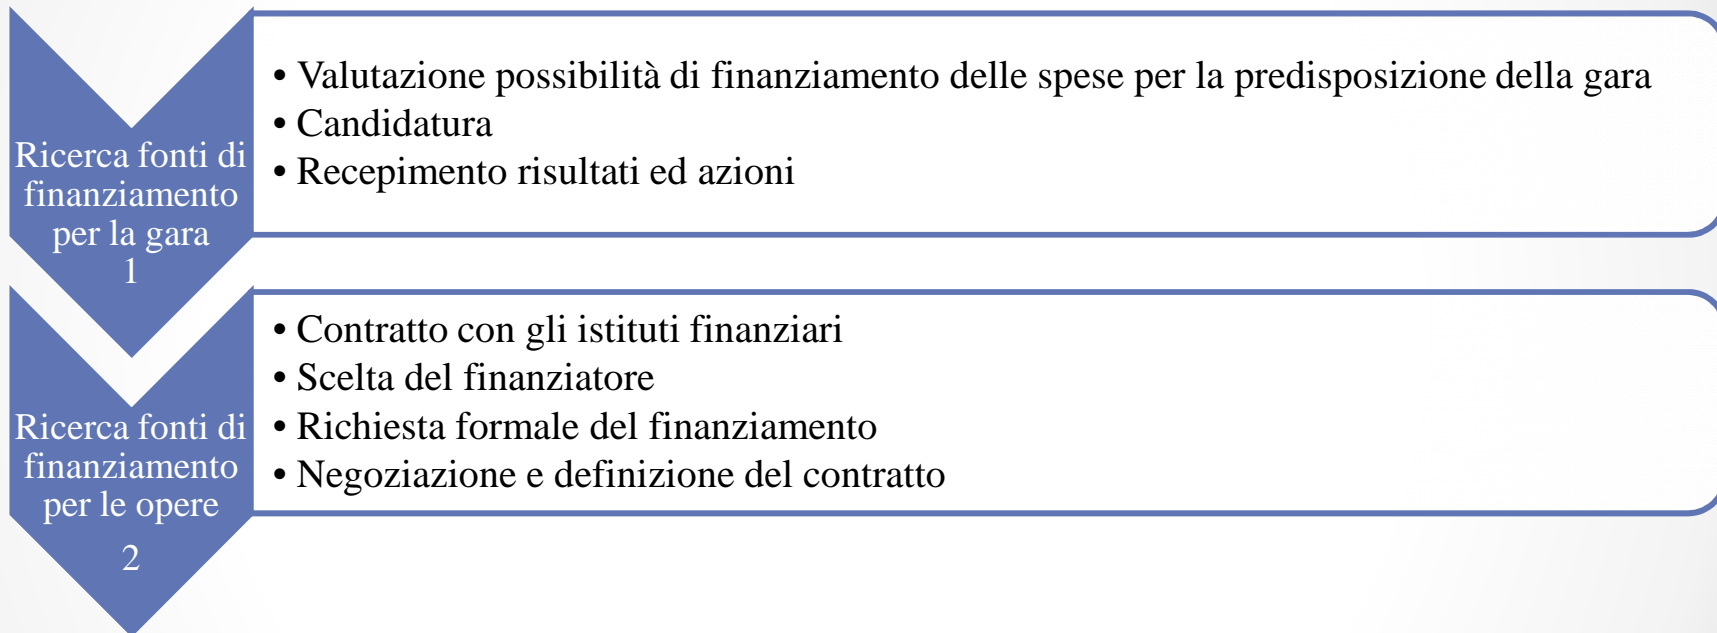 Ricerca fonti di
finanziamento
per la gara
1
• Valutazione possibilità di finanziamento delle spese per la predisposizione della gara
• Candidatura
• Recepimento risultati ed azioni
Ricerca fonti di
finanziamento
per le opere
2
• Contratto con gli istituti finanziari
• Scelta del finanziatore
• Richiesta formale del finanziamento
• Negoziazione e definizione del contratto